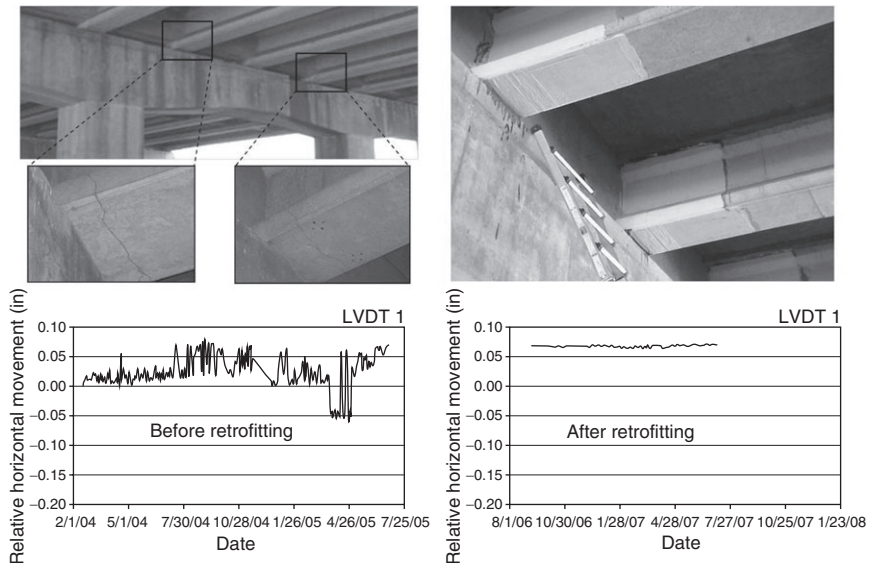 LVDT 1
Relative horizontal movement (in)
0.10
0.05
0.00
−0.05
−0.10
−0.15
−0.20
Before retrofitting
2/1/04 5/1/04 7/30/04 10/28/04 1/26/05 4/26/05 7/25/05
Date
LVDT 1
Relative horizontal movement (in)
0.10
0.05
0.00
−0.05
−0.10
−0.15
−0.20
After retrofitting
8/1/06 10/30/06 1/28/07 4/28/07 7/27/07 10/25/07 1/23/08
Date